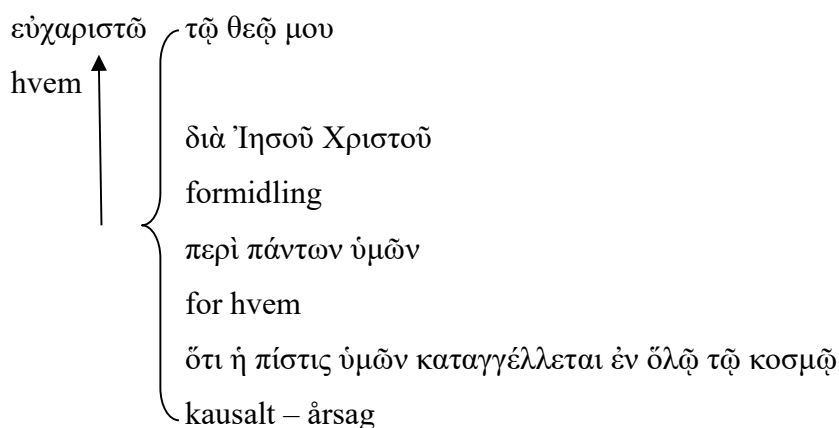 εὐχαριστῶ τῷ θεῷ μου
hvem
διὰ Ἰησοῦ Χριστοῦ
formidling
περὶ πάντων ὑμῶν
for hvem
ὅτι ἡ πίστις ὑμῶν καταγγέλλεται ἐν ὅλῷ τῷ κοσμῷ
kausalt – årsag